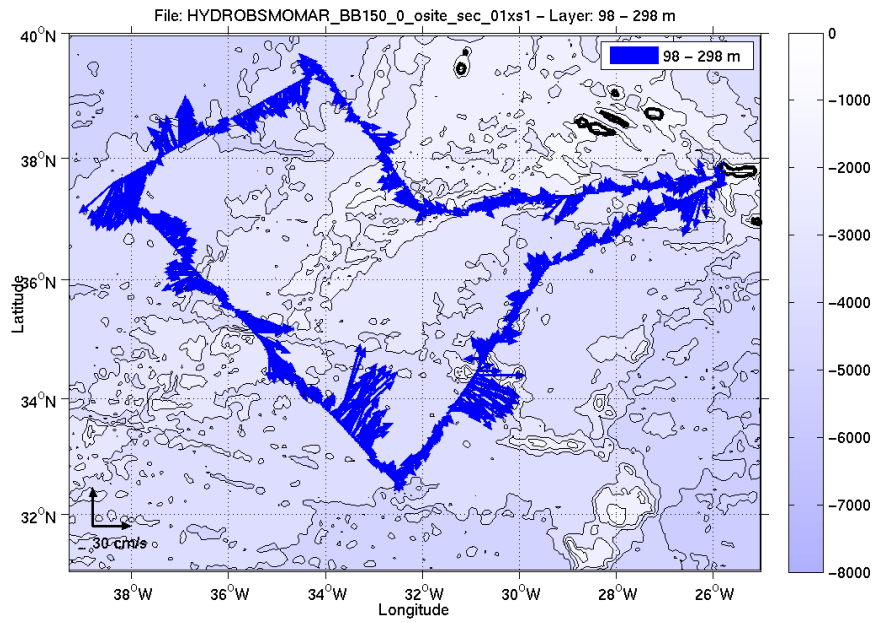 File: HYDROBSMOMAR_BB150_0_osite_sec_01xs1 – Layer: 98 – 298 m
98 – 298 m
40°N
38°N
36°N
34°N
32°N
Latitude
30 cm/s
38°W
36°W
34°W
32°W
30°W
28°W
26°W
Longitude
0
−1000
−2000
−3000
−4000
−5000
−6000
−7000
−8000